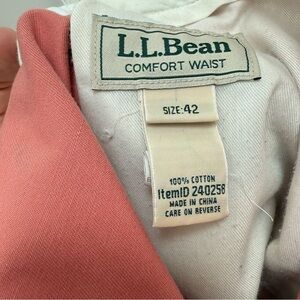 L.L.Bean
COMFORT WAIST
SIZE: 42
100% COTTON
ItemID 240258
MADE IN CHINA
CARE ON REVERSE